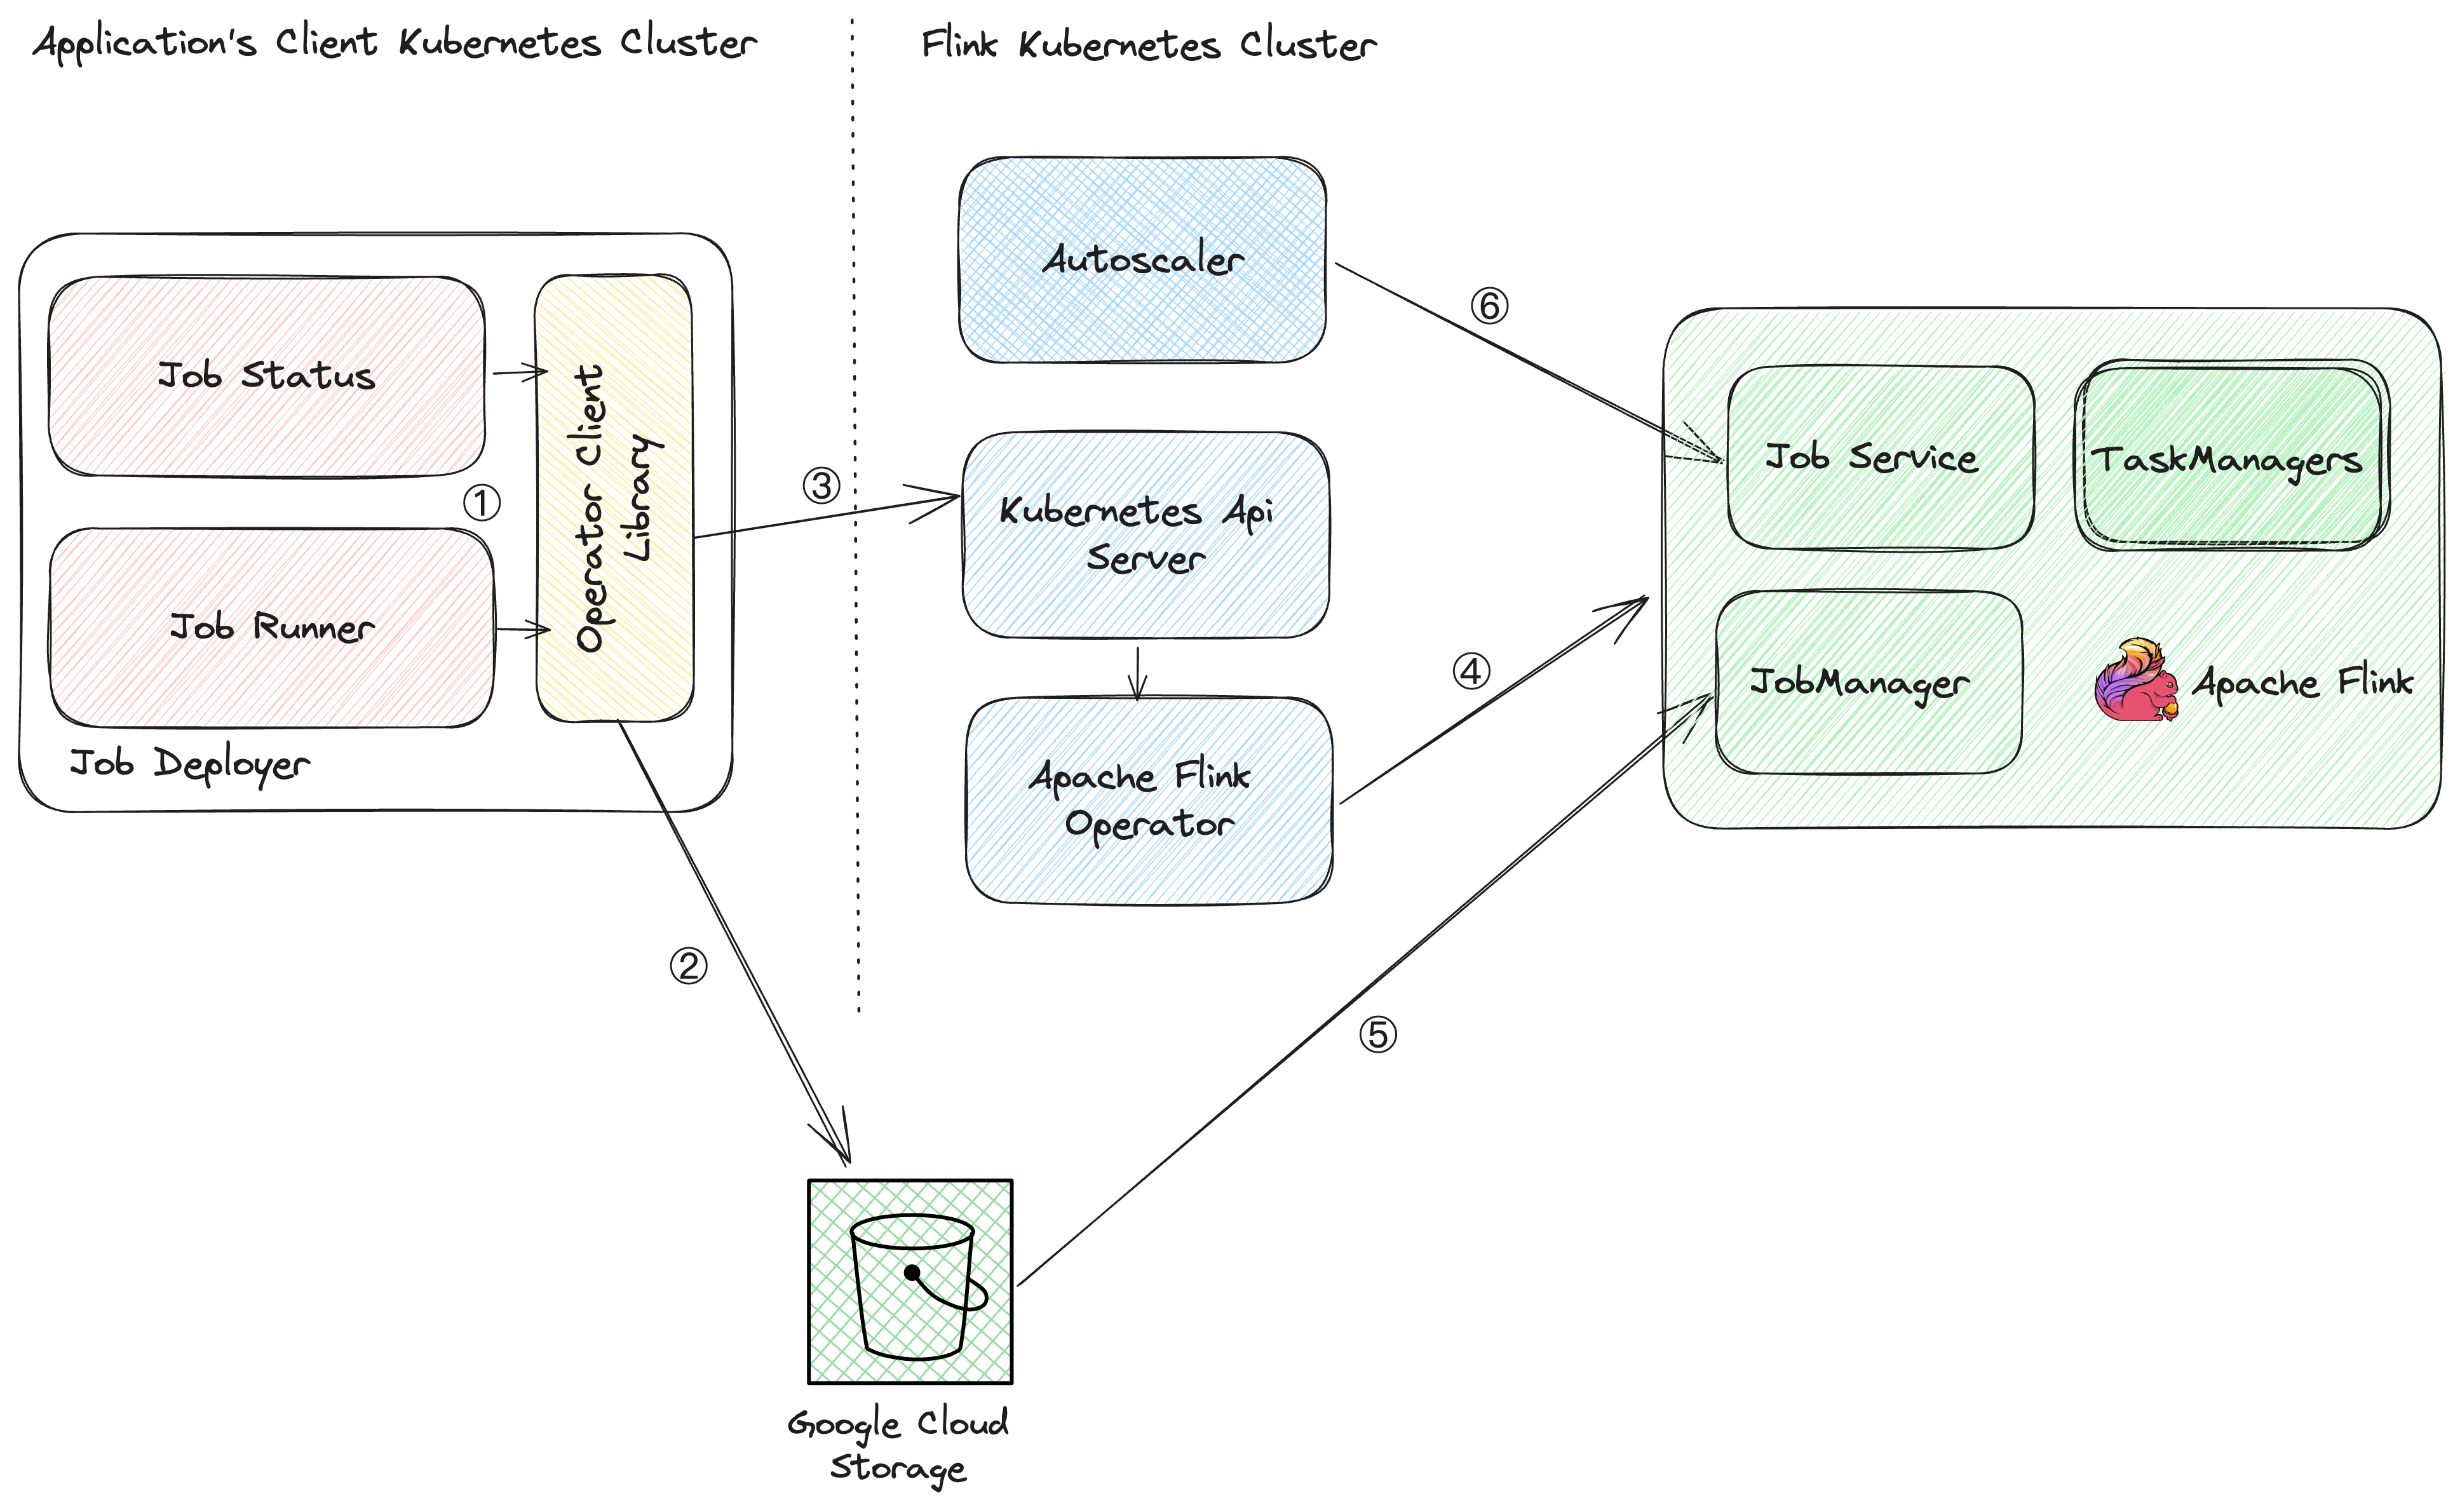 Application's Client Kubernetes Cluster
Flink Kubernetes Cluster
Job Status
①
Job Runner
Operator Client
Library
Job Deployer
②
③
Autoscaler
Kubernetes Api
Server
Apache Flink
Operator
④
⑤
⑥
Job Service
TaskManagers
JobManager
Apache Flink
Google Cloud
Storage